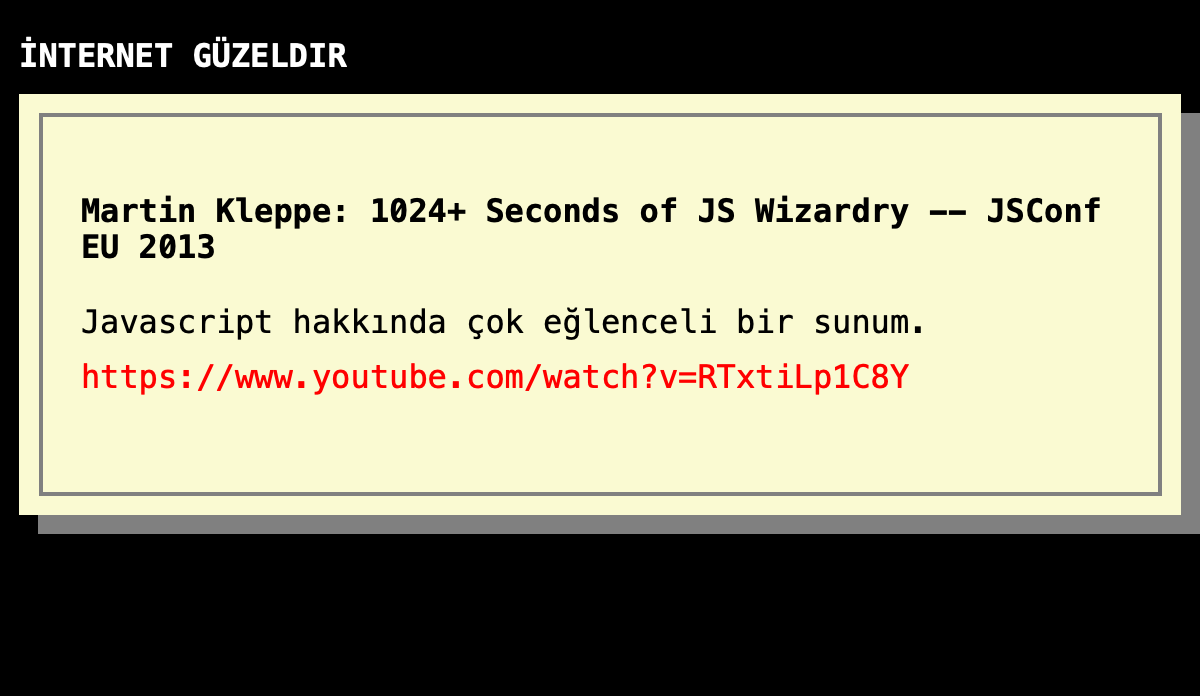 İNTERNET GÜZELDIR
Martin Kleppe: 1024+ Seconds of JS Wizardry –– JSConf
EU 2013
Javascript hakkında çok eğlenceli bir sunum.
https://www.youtube.com/watch?v=RTxtiLp1C8Y